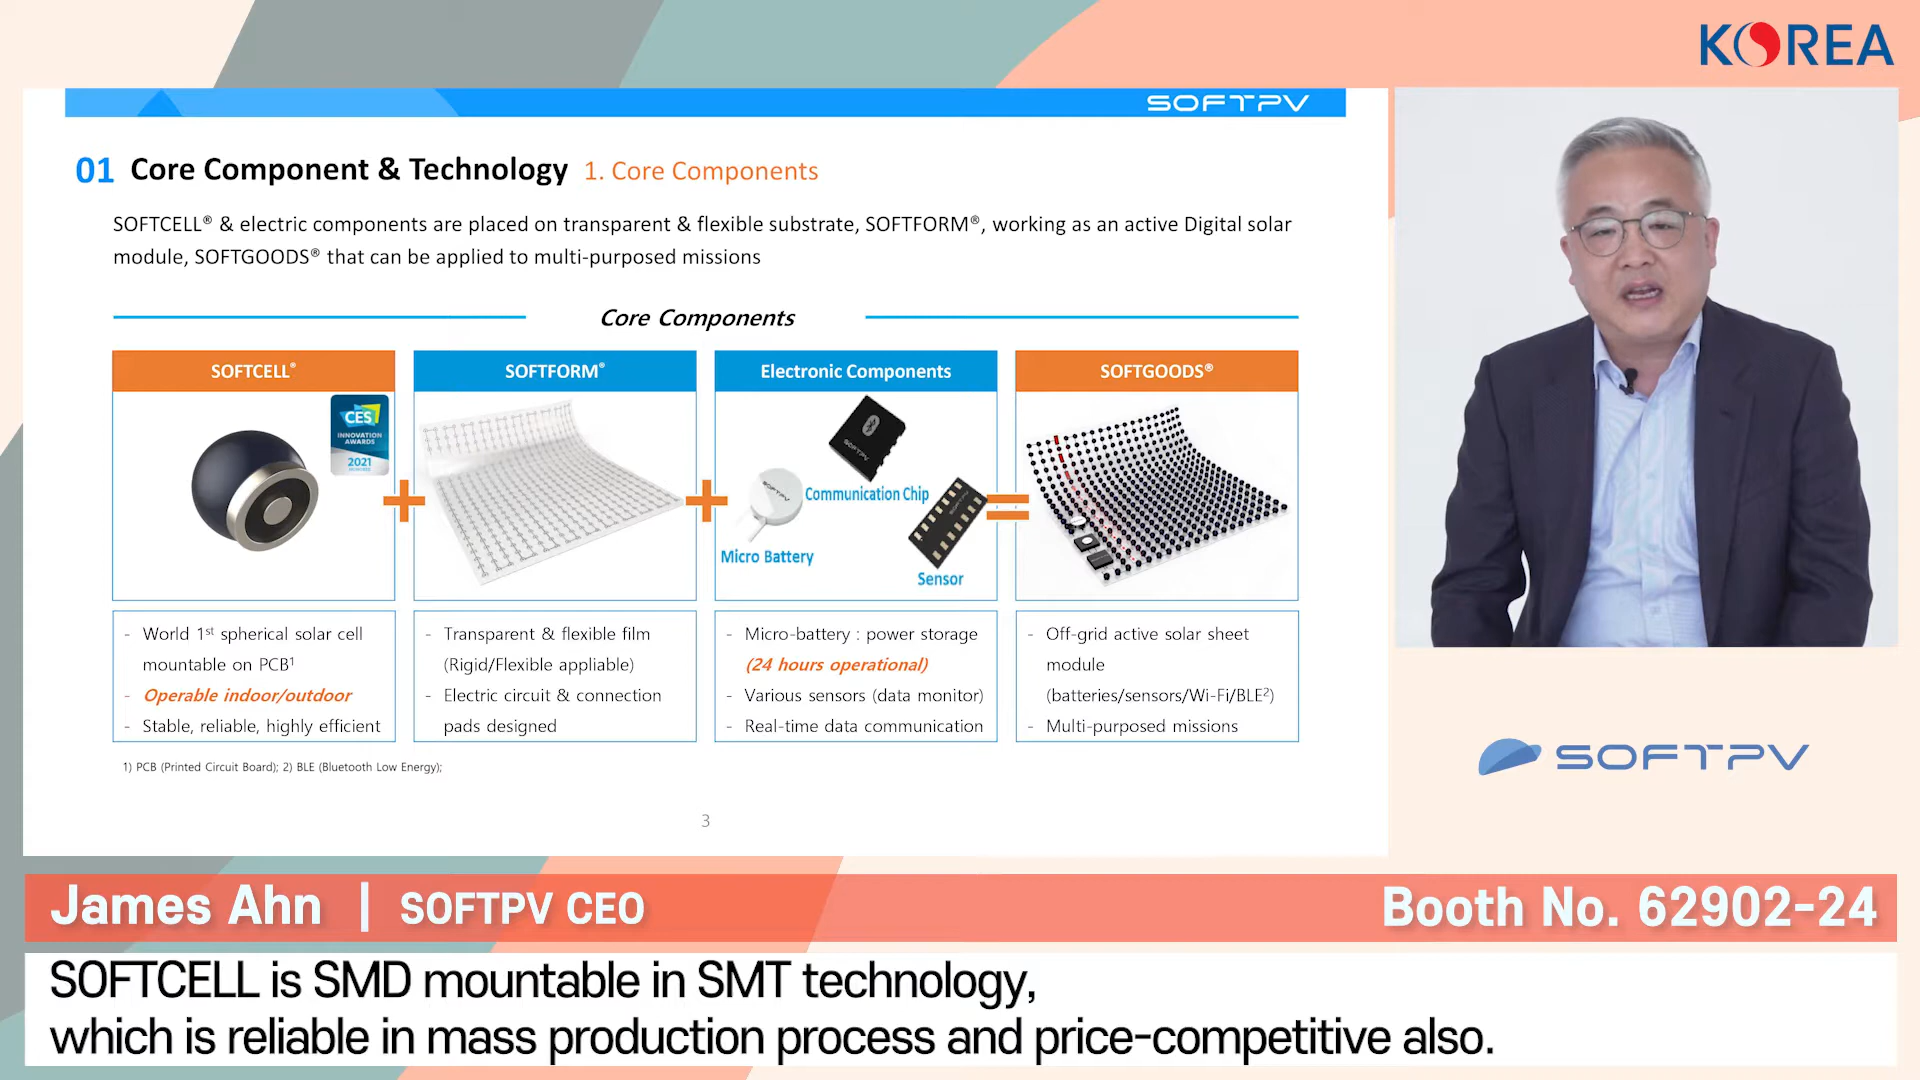 KOREA
SOFTPV
01 Core Component & Technology 1. Core Components
SOFTCELL® & electric components are placed on transparent & flexible substrate, SOFTFORM®, working as an active Digital solar
module, SOFTGOODS® that can be applied to multi-purposed missions
Core Components
SOFTCELL®
CES
INNOVATION
AWARDS
2021
- World 1st spherical solar cell
mountable on PCB¹
- Operable indoor/outdoor
- Stable, reliable, highly efficient
SOFTFORM®
- Transparent & flexible film
(Rigid/Flexible appliable)
- Electric circuit & connection
pads designed
Electronic Components
SOFTPV
Communication Chip
SOFTPV
Micro Battery
Sensor
- Micro-battery : power storage
(24 hours operational)
- Various sensors (data monitor)
- Real-time data communication
SOFTGOODS®
- Off-grid active solar sheet
module
(batteries/sensors/Wi-Fi/BLE²)
- Multi-purposed missions
1) PCB (Printed Circuit Board); 2) BLE (Bluetooth Low Energy);
3
SOFTPV
James Ahn | SOFTPV CEO
Booth No. 62902-24
SOFTCELL is SMD mountable in SMT technology,
which is reliable in mass production process and price-competitive also.